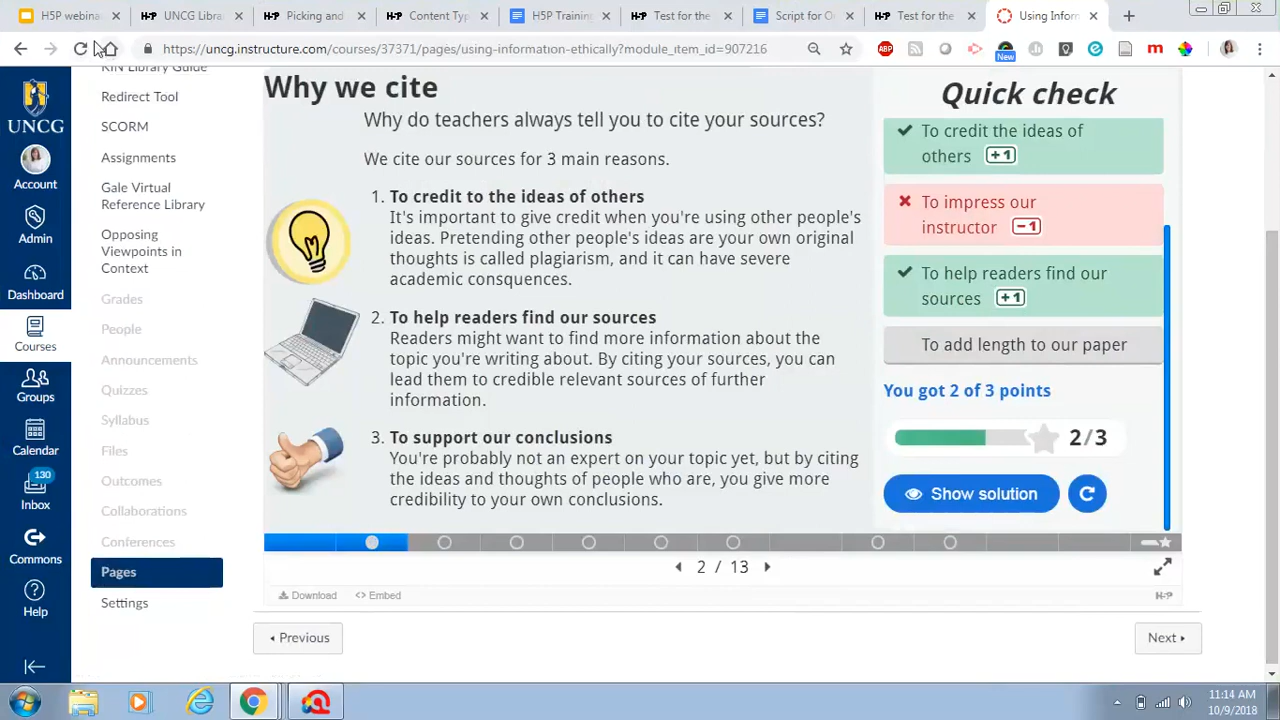 H5P webina
UNCG Libra
Picking and
Content Typ
H5P Training
Test for the
Script for O
Test for the
Using Inform
https://uncg.instructure.com/courses/37371/pages/using-information-ethically?module_item_id=907216
ABP
New
UNCG
Account
Admin
Dashboard
Courses
Groups
Calendar
130
Inbox
Commons
Help
KIN Library Guide
Redirect Tool
SCORM
Assignments
Gale Virtual
Reference Library
Opposing
Viewpoints in
Context
Grades
People
Announcements
Quizzes
Syllabus
Files
Outcomes
Collaborations
Conferences
Pages
Settings
Why we cite
Why do teachers always tell you to cite your sources?
We cite our sources for 3 main reasons.
1. To credit to the ideas of others
It's important to give credit when you're using other people's
ideas. Pretending other people's ideas are your own original
thoughts is called plagiarism, and it can have severe
academic consquences.
2. To help readers find our sources
Readers might want to find more information about the
topic you're writing about. By citing your sources, you can
lead them to credible relevant sources of further
information.
3. To support our conclusions
You're probably not an expert on your topic yet, but by citing
the ideas and thoughts of people who are, you give more
credibility to your own conclusions.
Quick check
To credit the ideas of
others +1
To impress our
instructor −1
To help readers find our
sources +1
To add length to our paper
You got 2 of 3 points
2/3
Show solution
2 / 13
Download
<> Embed
H5P
Previous
Next
11:14 AM
10/9/2018